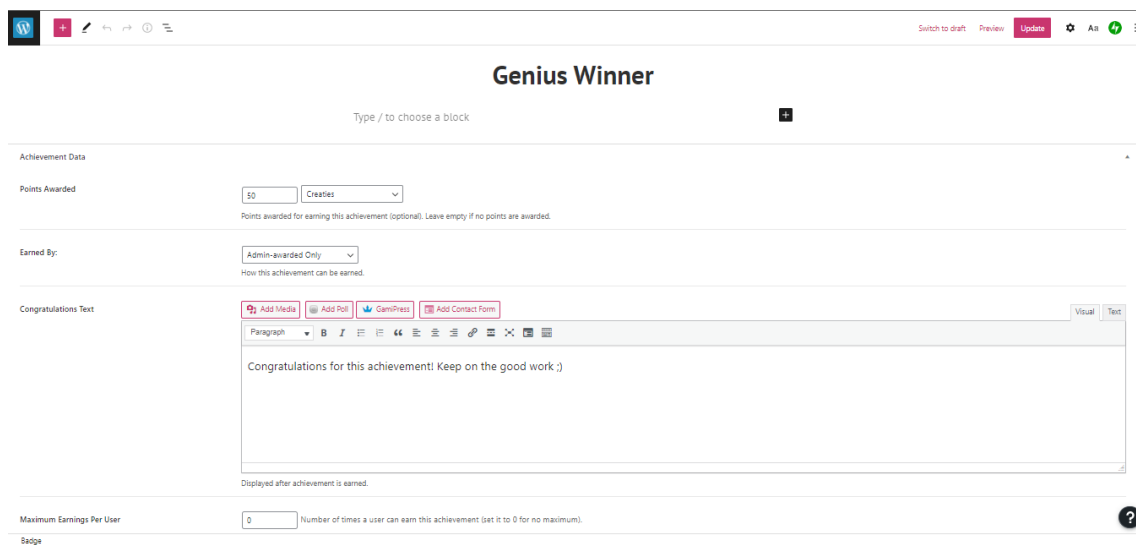 Switch to draft Preview Update Aa
Genius Winner
Type / to choose a block
Achievement Data
Points Awarded
50 Creaties
Points awarded for earning this achievement (optional). Leave empty if no points are awarded.
Earned By:
Admin-awarded Only
How this achievement can be earned.
Congratulations Text
Add Media Add Poll GamiPress Add Contact Form Visual Text
Paragraph B I
Congratulations for this achievement! Keep on the good work ;)
Displayed after achievement is earned.
Maximum Earnings Per User
0 Number of times a user can earn this achievement (set it to 0 for no maximum).
Badge